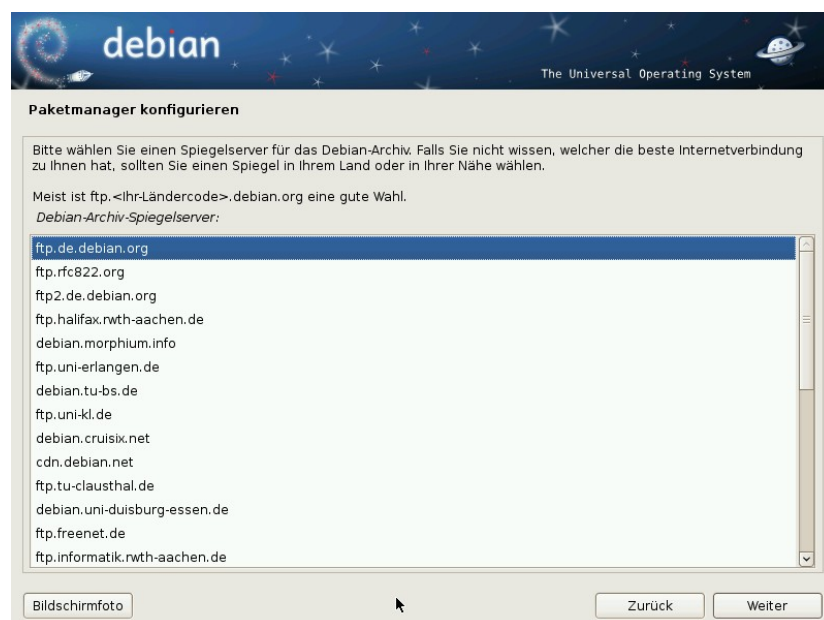 debian
The Universal Operating System
Paketmanager konfigurieren
Bitte wählen Sie einen Spiegelserver für das Debian-Archiv. Falls Sie nicht wissen, welcher die beste Internetverbindung
zu Ihnen hat, sollten Sie einen Spiegel in Ihrem Land oder in Ihrer Nähe wählen.
Meist ist ftp.<Ihr-Ländercode>.debian.org eine gute Wahl.
Debian-Archiv-Spiegelserver:
ftp.de.debian.org
ftp.rfc822.org
ftp2.de.debian.org
ftp.halifax.rwth-aachen.de
debian.morphium.info
ftp.uni-erlangen.de
debian.tu-bs.de
ftp.uni-kl.de
debian.cruisix.net
cdn.debian.net
ftp.tu-clausthal.de
debian.uni-duisburg-essen.de
ftp.freenet.de
ftp.informatik.rwth-aachen.de
Bildschirmfoto
Zurück
Weiter